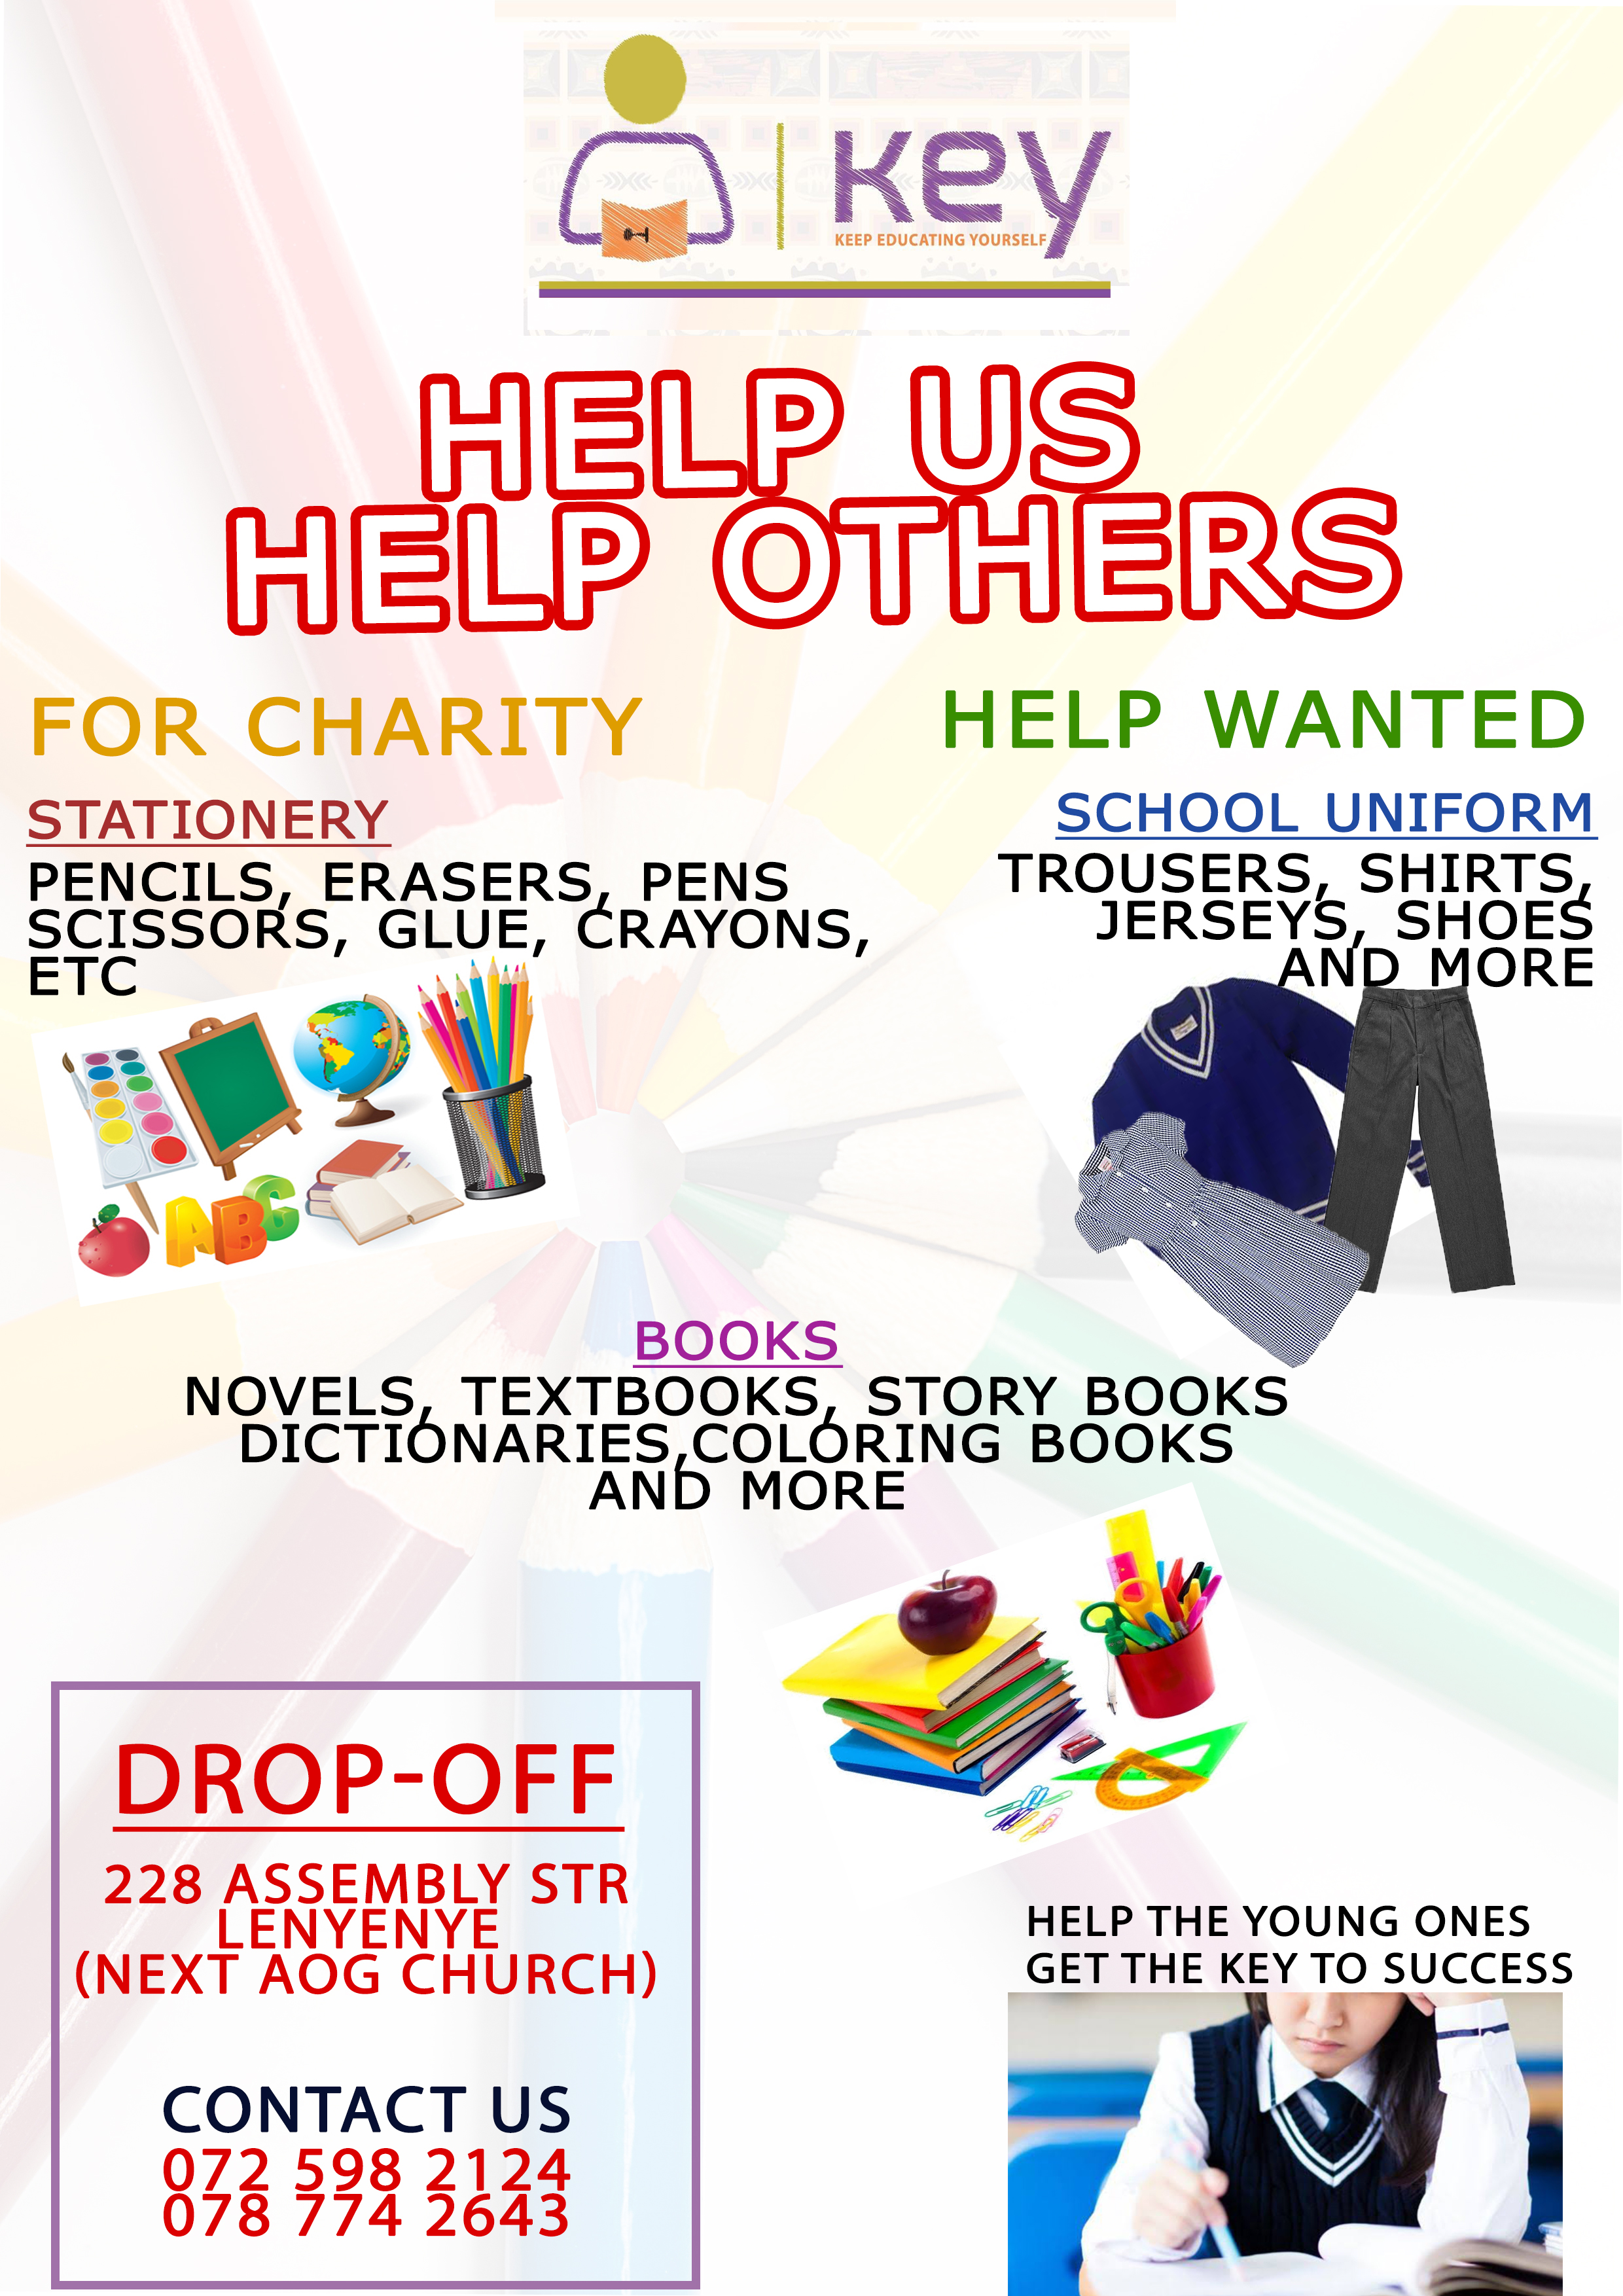 key
KEEP EDUCATING YOURSELF
HELP US
HELP OTHERS
FOR CHARITY
STATIONERY
PENCILS, ERASERS, PENS
SCISSORS, GLUE, CRAYONS,
ETC
ABC
HELP WANTED
SCHOOL UNIFORM
TROUSERS, SHIRTS,
JERSEYS, SHOES
AND MORE
BOOKS
NOVELS, TEXTBOOKS, STORY BOOKS
DICTIONARIES,COLORING BOOKS
AND MORE
DROP-OFF
228 ASSEMBLY STR
LENYENYE
(NEXT AOG CHURCH)
CONTACT US
072 598 2124
078 774 2643
HELP THE YOUNG ONES
GET THE KEY TO SUCCESS